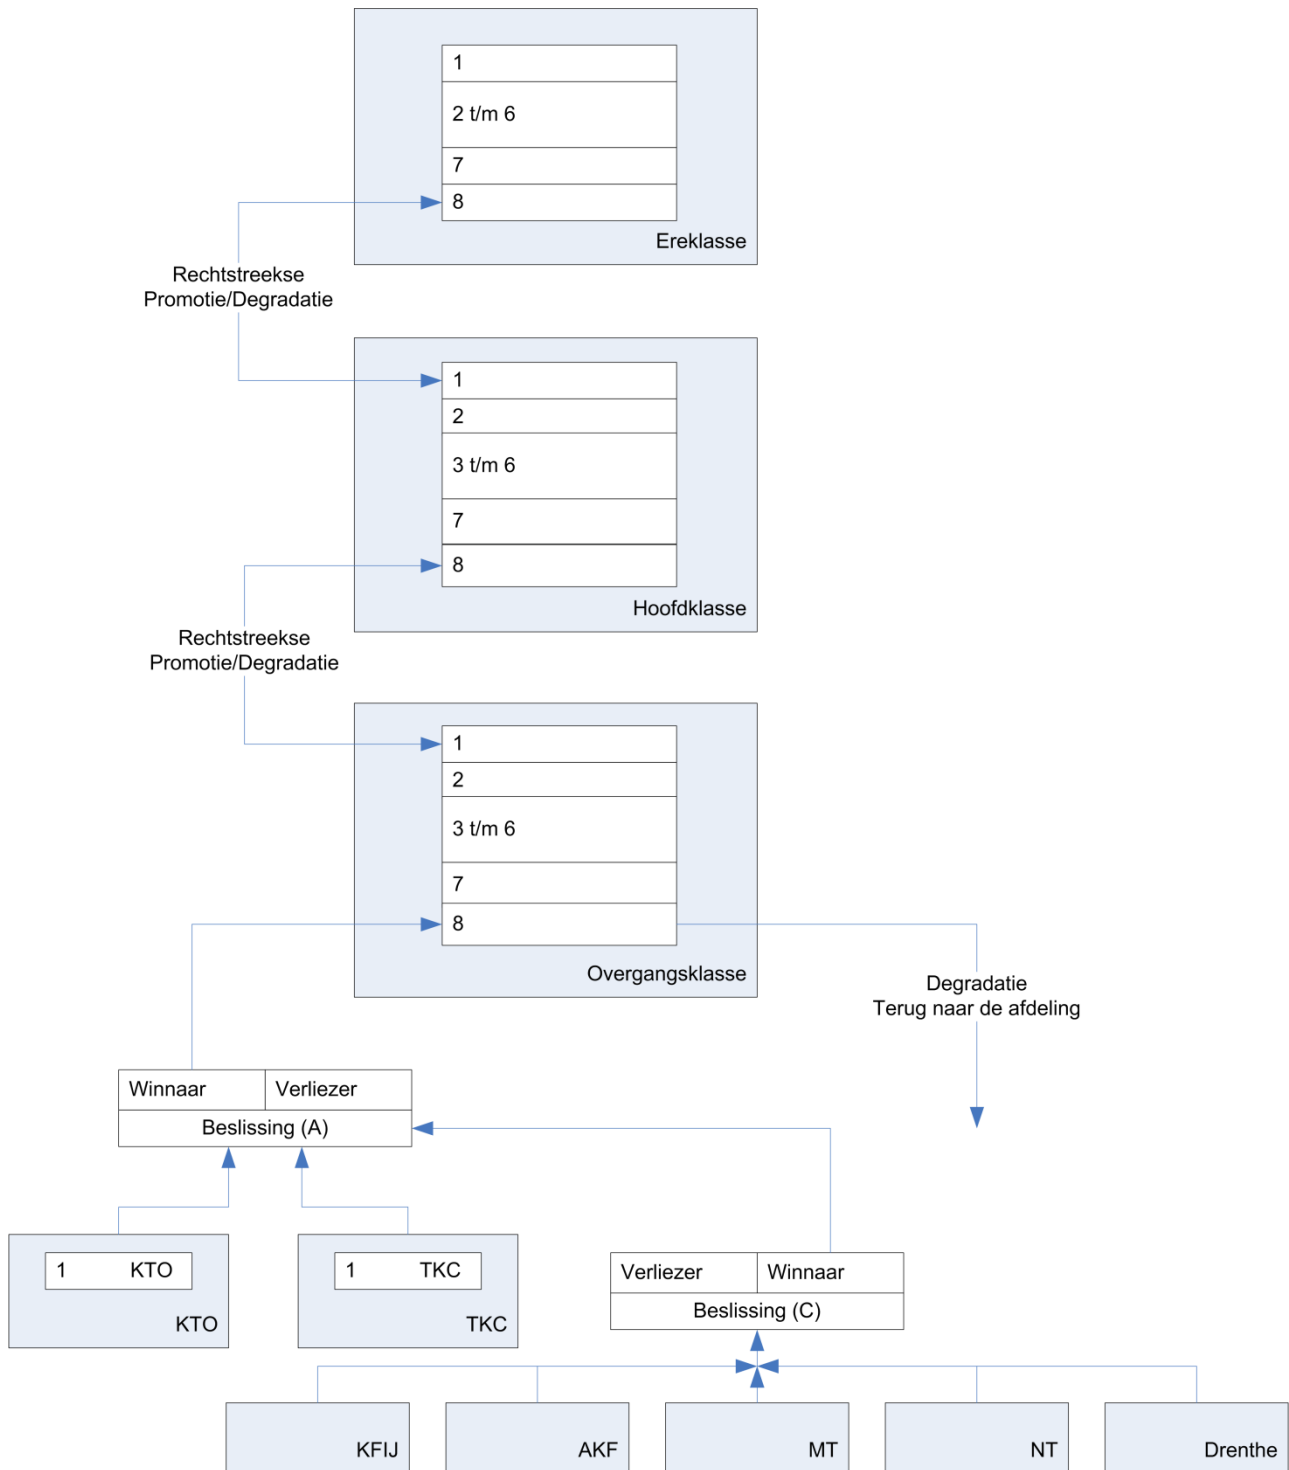 1
2 t/m 6
7
8
Ereklasse
Rechtstreekse
Promotie/Degradatie
1
2
3 t/m 6
7
8
Hoofdklasse
Rechtstreekse
Promotie/Degradatie
1
2
3 t/m 6
7
8
Overgangsklasse
Degradatie
Terug naar de afdeling
Winnaar Verliezer
Beslissing (A)
1 KTO
KTO
1 TKC
TKC
Verliezer Winnaar
Beslissing (C)
KFIJ
AKF
MT
NT
Drenthe